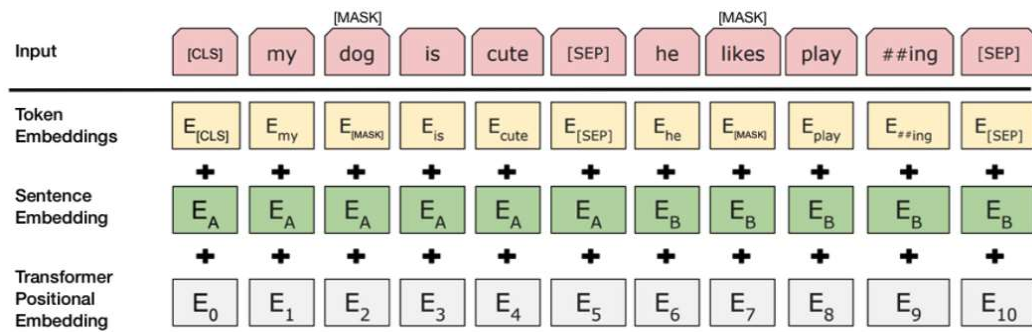 [MASK] [MASK]
Input [CLS] my dog is cute [SEP] he likes play ##ing [SEP]
Token
Embeddings E[CLS] Emy E[MASK] Eis Ecute E[SEP] Ehe E[MASK] Eplay E##ing E[SEP]
+ + + + + + + + + + +
Sentence
Embedding EA EA EA EA EA EA EB EB EB EB EB
+ + + + + + + + + + +
Transformer
Positional
Embedding E0 E1 E2 E3 E4 E5 E6 E7 E8 E9 E10